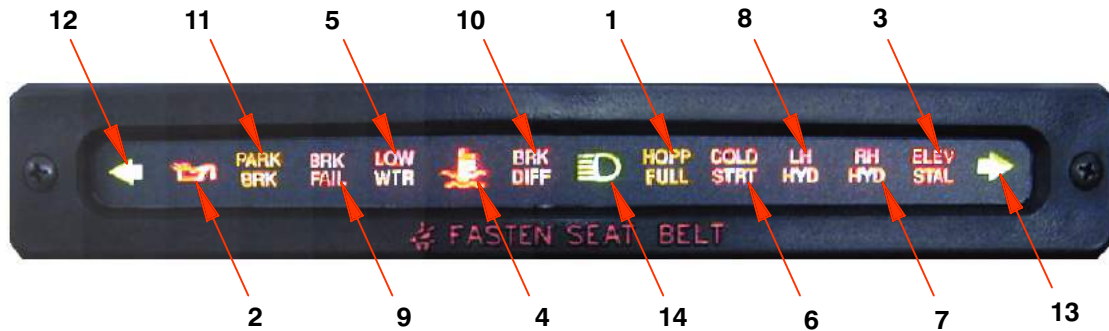 12 11 5 10 1 8 3
PARK BRK LOW BRK HOPP COLD LH RH ELEV
BRK FAIL WTR DIFF FULL STRT HYD HYD STAL
FASTEN SEAT BELT
2 9 4 14 6 7 13